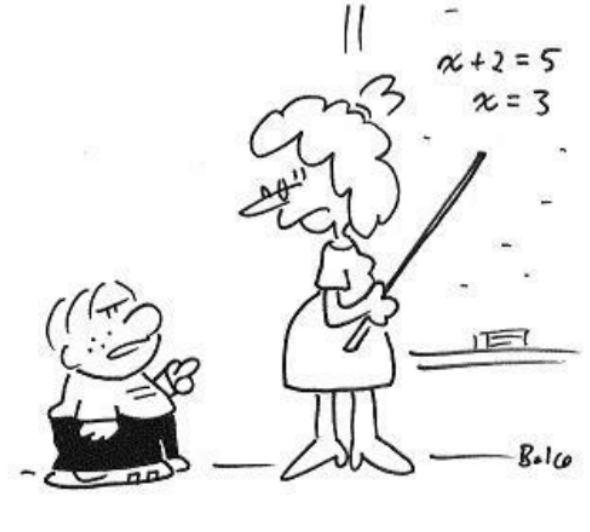 x + 2 = 5
x = 3
Balco